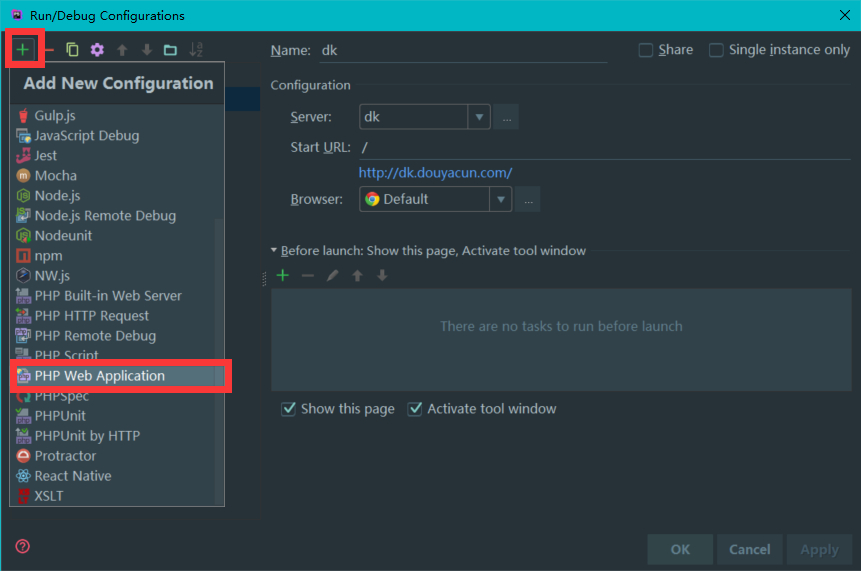 Run/Debug Configurations
Name: dk
Share
Single instance only
Add New Configuration
Gulp.js
JavaScript Debug
Jest
Mocha
Node.js
Node.js Remote Debug
Nodeunit
npm
NW.js
PHP Built-in Web Server
PHP HTTP Request
PHP Remote Debug
PHP Script
PHP Web Application
PHPSpec
PHPUnit
PHPUnit by HTTP
Protractor
React Native
XSLT
Configuration
Server: dk ...
Start URL: /
http://dk.douyacun.com/
Browser: Default ...
Before launch: Show this page, Activate tool window
There are no tasks to run before launch
Show this page
Activate tool window
?
OK
Cancel
Apply